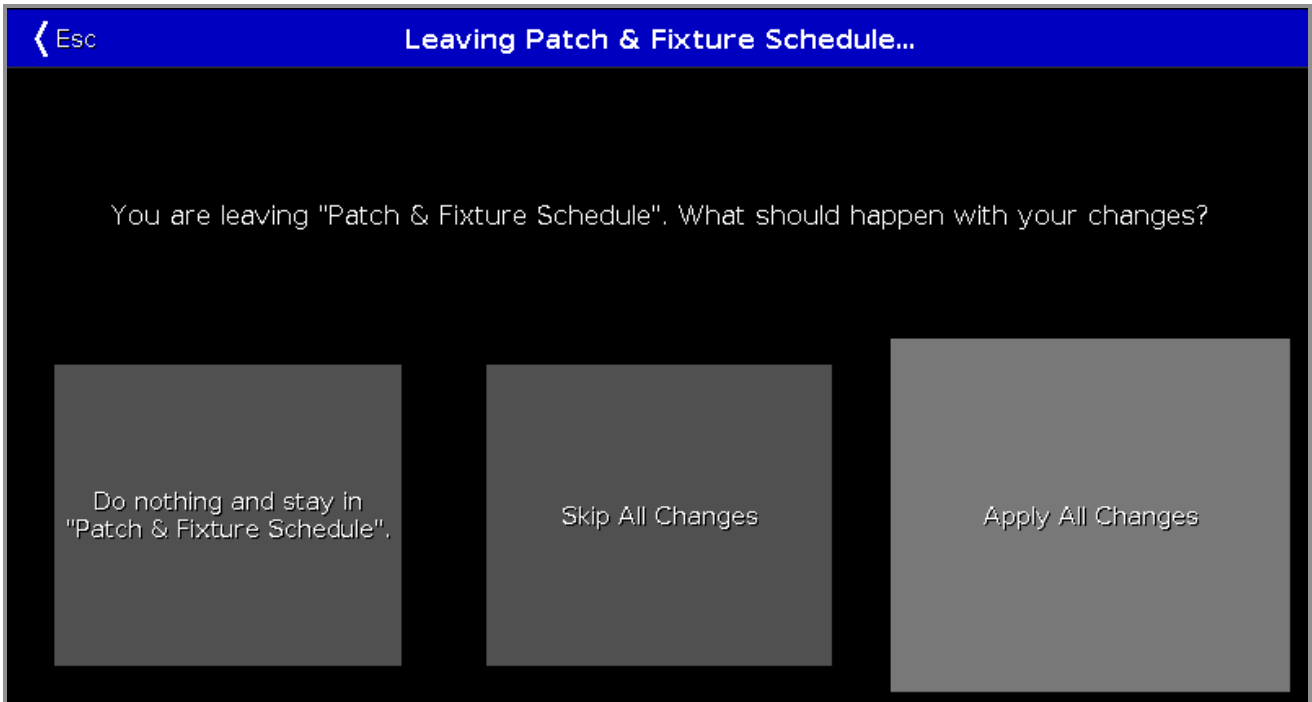 Esc
Leaving Patch & Fixture Schedule...
You are leaving "Patch & Fixture Schedule". What should happen with your changes?
Do nothing and stay in
"Patch & Fixture Schedule".
Skip All Changes
Apply All Changes